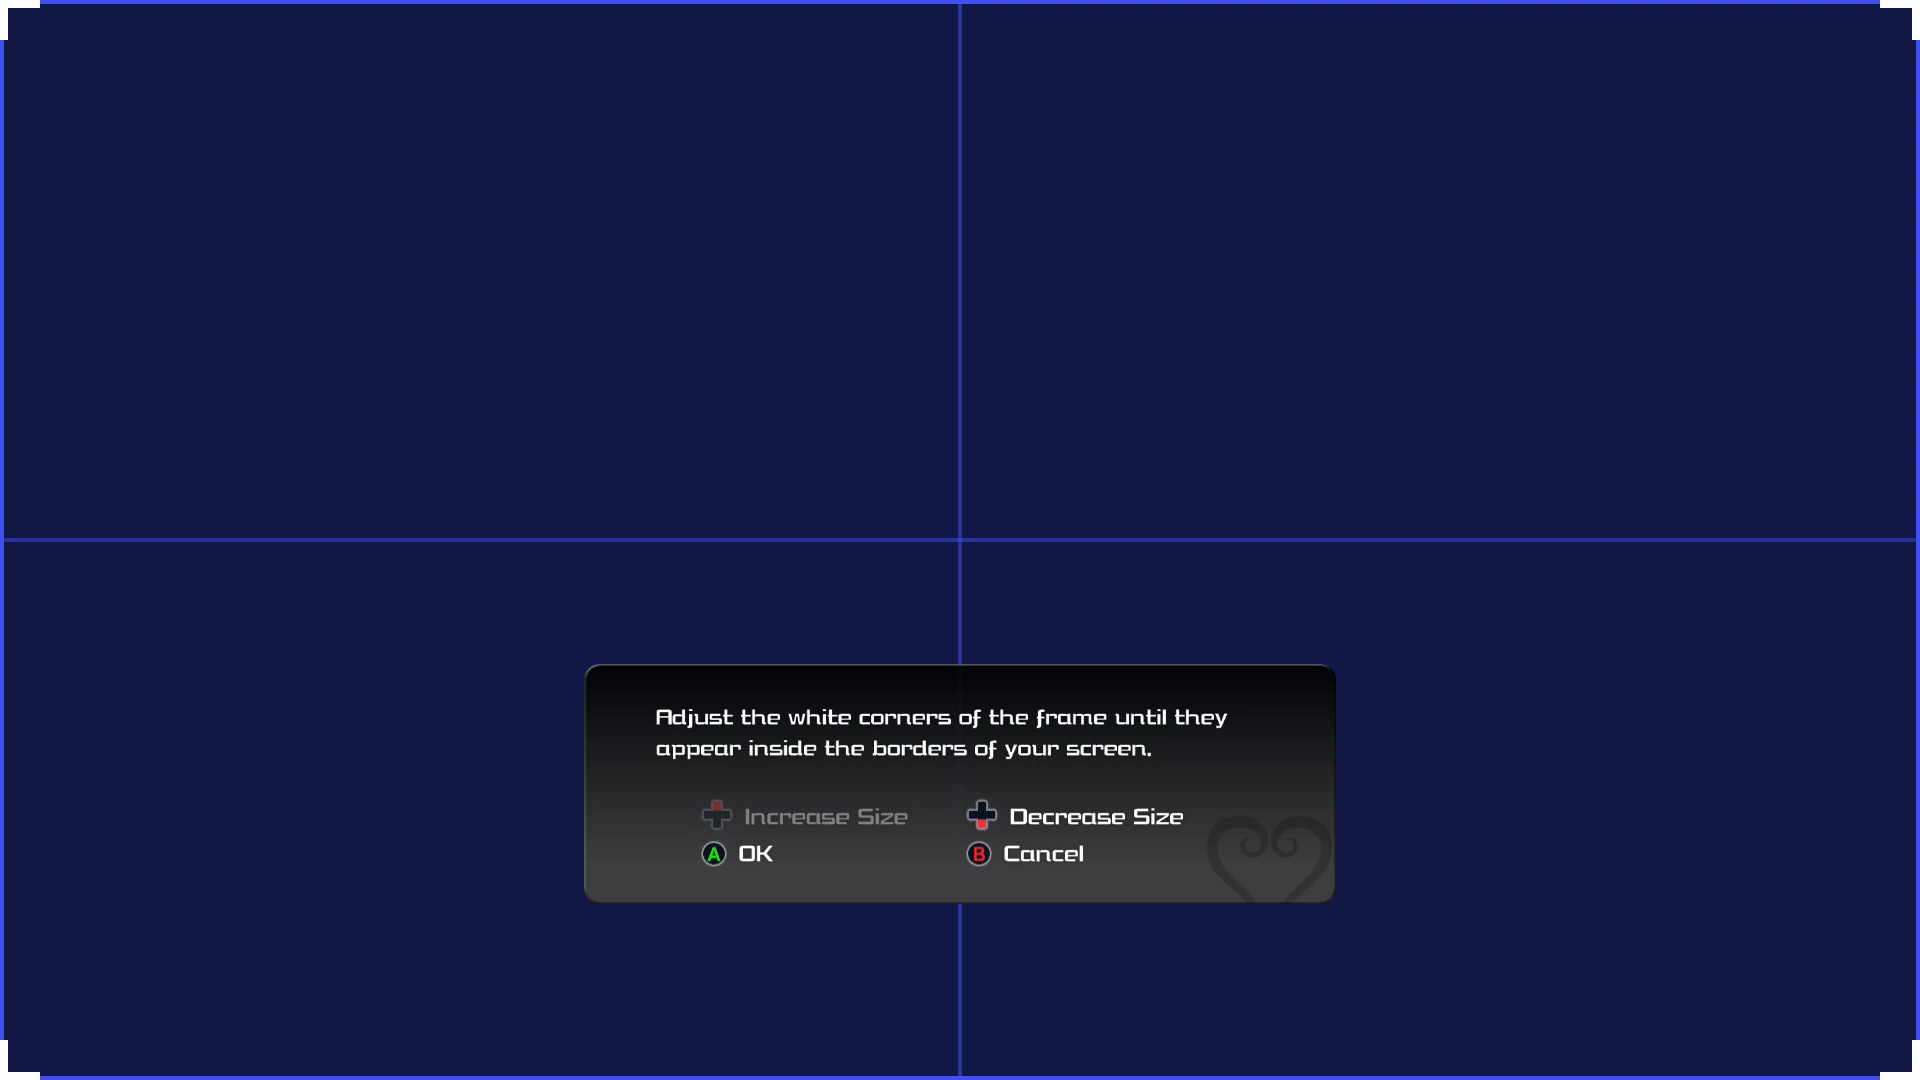 Adjust the white corners of the frame until they
appear inside the borders of your screen.
Increase Size
Decrease Size
A OK
B Cancel